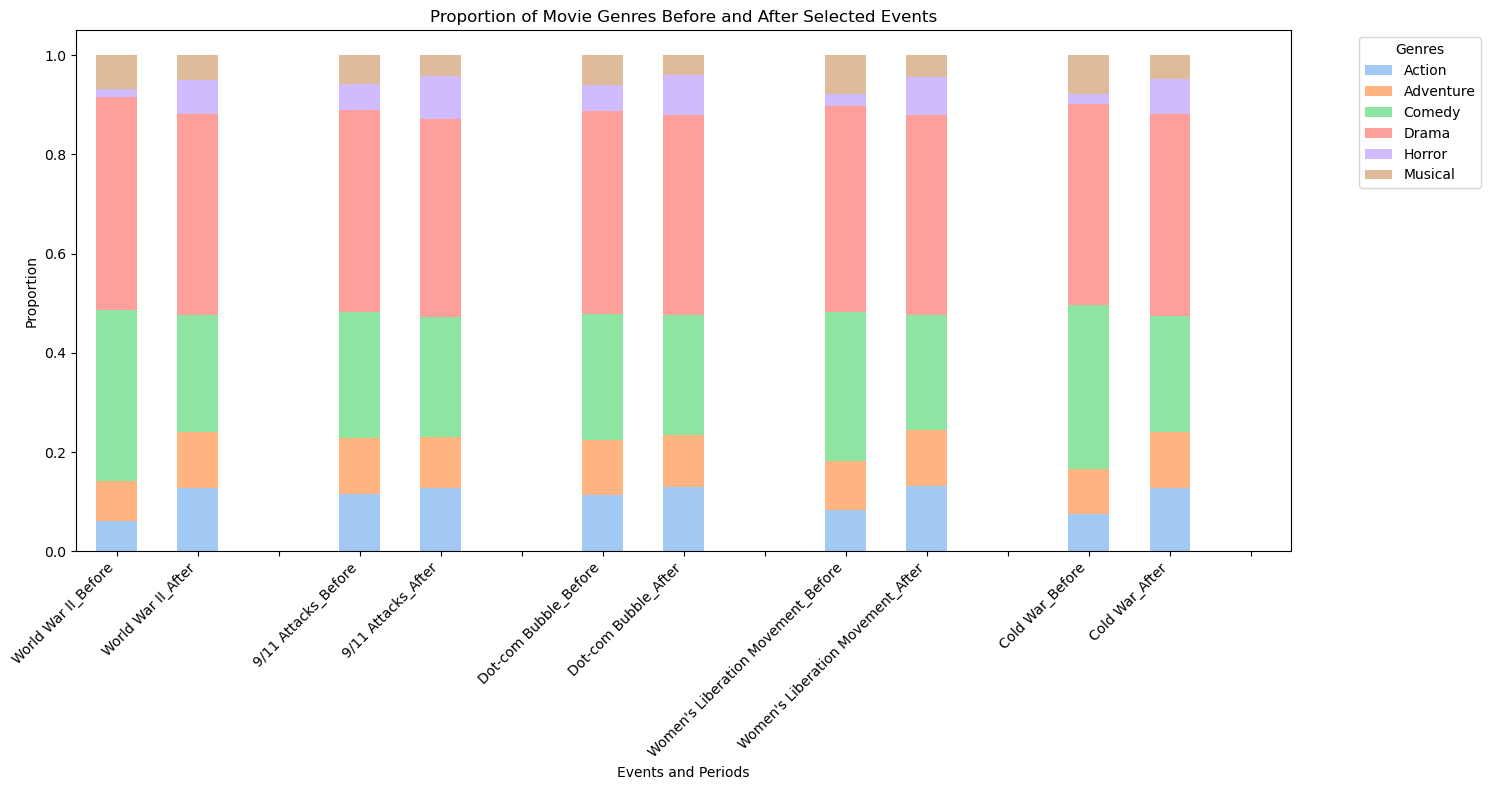 Proportion of Movie Genres Before and After Selected Events
Proportion
1.0
0.8
0.6
0.4
0.2
0.0
World War II_Before
World War II_After
9/11 Attacks_Before
9/11 Attacks_After
Dot-com Bubble_Before
Dot-com Bubble_After
Women's Liberation Movement_Before
Women's Liberation Movement_After
Cold War_Before
Cold War_After
Events and Periods
Genres
Action
Adventure
Comedy
Drama
Horror
Musical